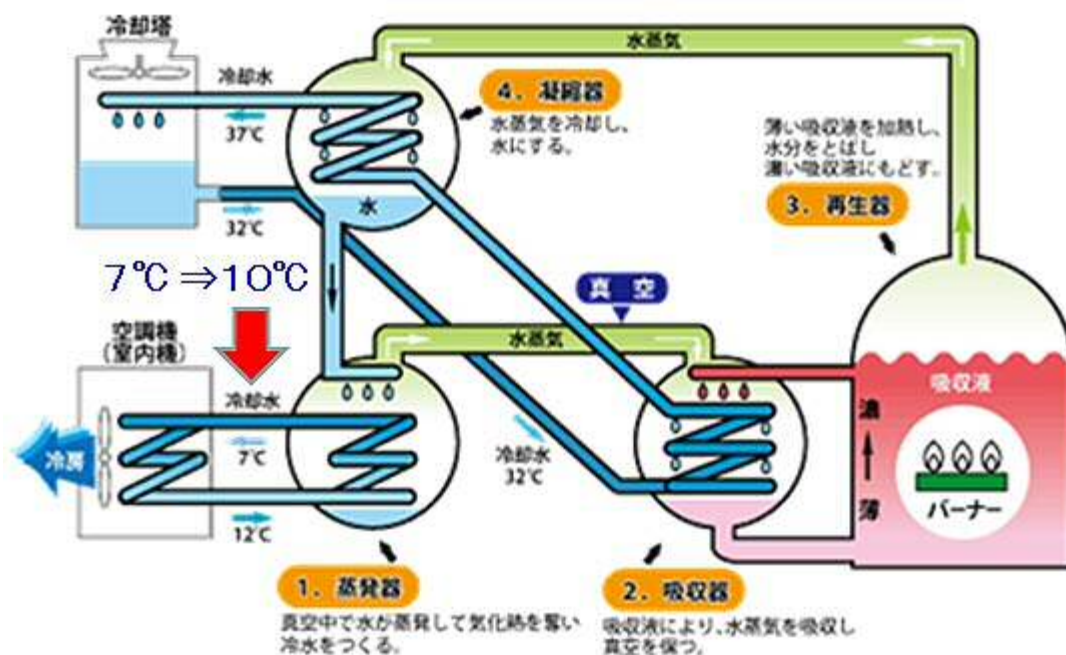 冷却塔
水蒸気
冷却水
37℃
4．凝縮器
水蒸気を冷却し、
水にする。
薄い吸収液を加熱し、
水分をとばし
濃い吸収液にもどす。
3．再生器
水
32℃
7℃⇒10℃
真空
空調機
（室内機）
水蒸気
冷却水
吸収液
濃
冷房
7℃
冷却水
32℃
薄
バーナー
12℃
1．蒸発器
真空中で水が蒸発して気化熱を奪い
冷水をつくる。
2．吸収器
吸収液により、水蒸気を吸収し
真空を保つ。